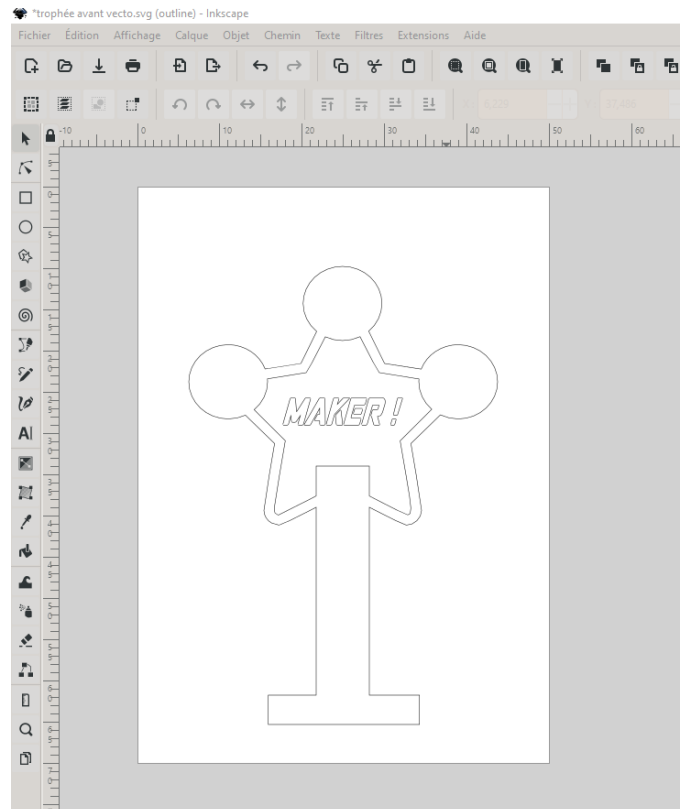 *trophée avant vecto.svg (outline) - Inkscape
Fichier Édition Affichage Calque Objet Chemin Texte Filtres Extensions Aide
-10 0 10 20 30 40 50 60
MAKER !